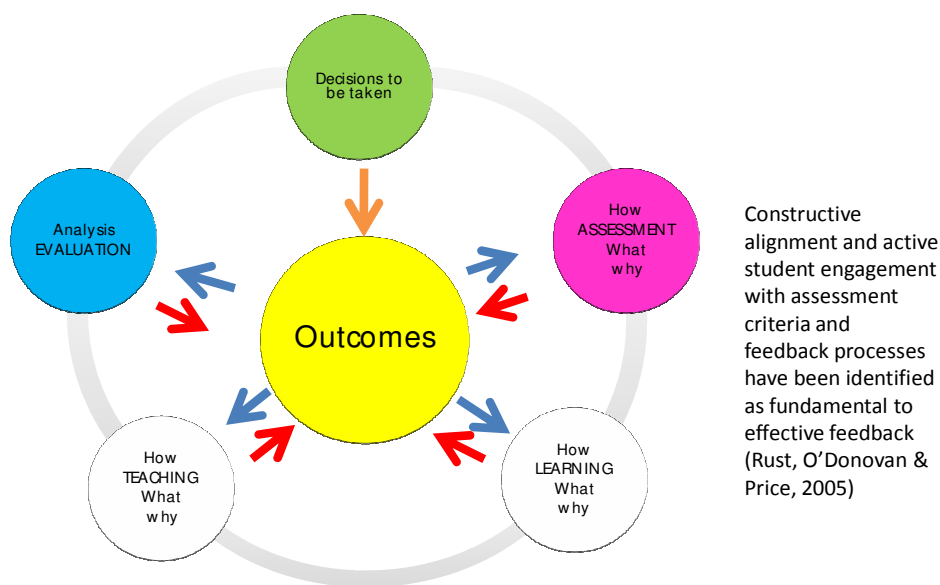 Decisions to
be taken
How
ASSESSMENT
What
why
Analysis
EVALUATION
Outcomes
How
TEACHING
What
why
How
LEARNING
What
why
Constructive
alignment and active
student engagement
with assessment
criteria and
feedback processes
have been identified
as fundamental to
effective feedback
(Rust, O’Donovan &
Price, 2005)